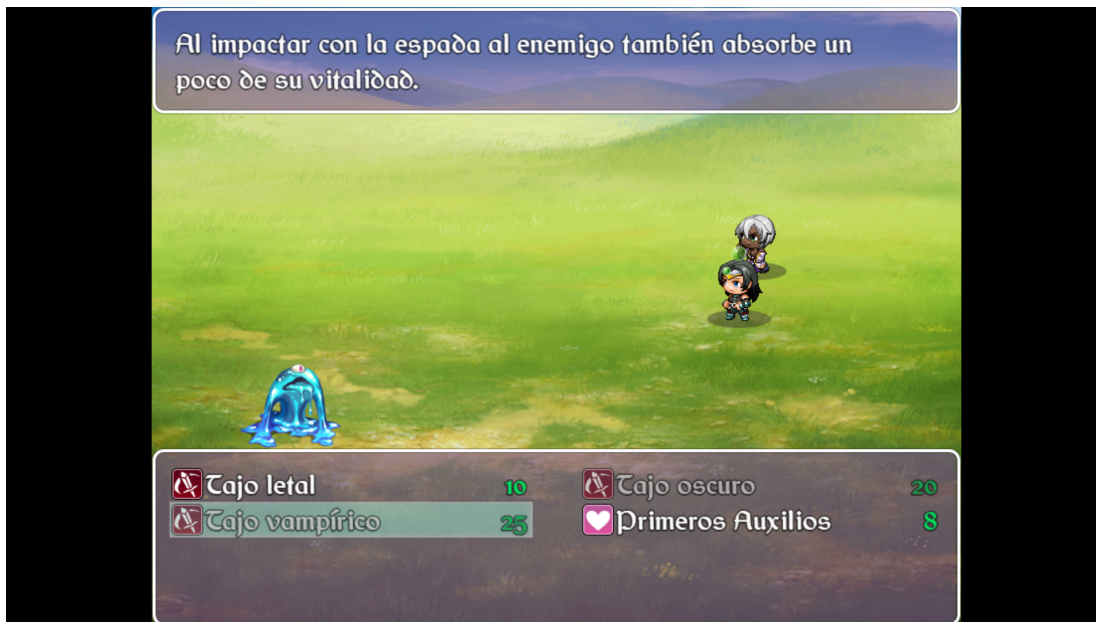 Al impactar con la espada al enemigo también absorbe un
poco de su vitalidad.
Tajo letal 10
Tajo oscuro 20
Tajo vampírico 25
Primeros Auxilios 8